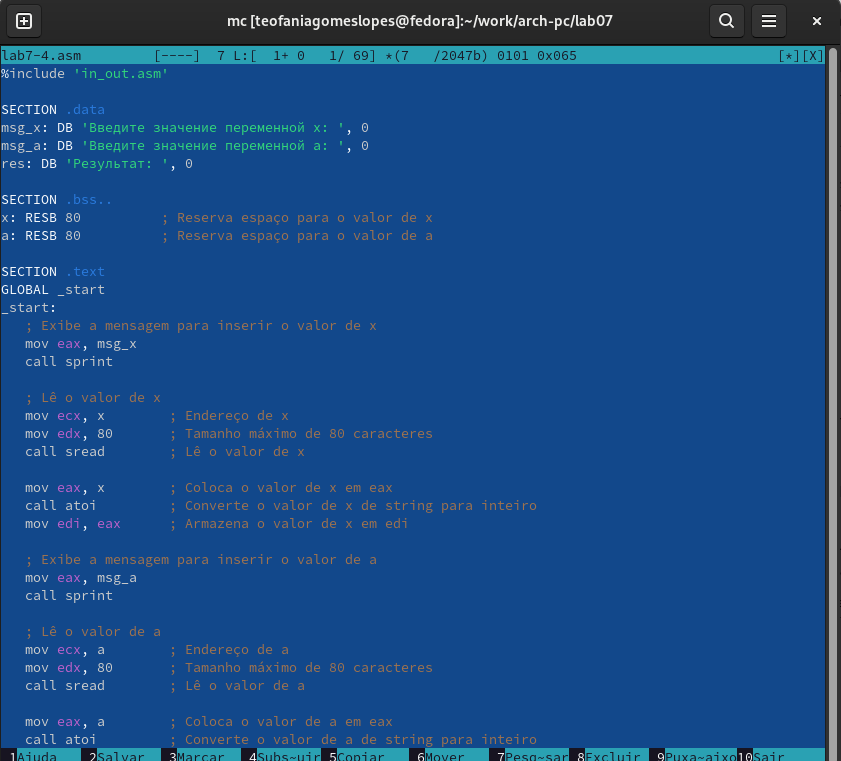 mc [teofaniagomeslopes@fedora]:~/work/arch-pc/lab07
lab7-4.asm [----] 7 L:[ 1+ 0 1/ 69] *(7 /2047b) 0101 0x065 [*][X]
%include 'in_out.asm'
SECTION .data
msg_x: DB 'Введите значение переменной x: ', 0
msg_a: DB 'Введите значение переменной a: ', 0
res: DB 'Результат: ', 0
SECTION .bss..
x: RESB 80 ; Reserva espaço para o valor de x
a: RESB 80 ; Reserva espaço para o valor de a
SECTION .text
GLOBAL _start
_start:
; Exibe a mensagem para inserir o valor de x
mov eax, msg_x
call sprint
; Lê o valor de x
mov ecx, x ; Endereço de x
mov edx, 80 ; Tamanho máximo de 80 caracteres
call sread ; Lê o valor de x
mov eax, x ; Coloca o valor de x em eax
call atoi ; Converte o valor de x de string para inteiro
mov edi, eax ; Armazena o valor de x em edi
; Exibe a mensagem para inserir o valor de a
mov eax, msg_a
call sprint
; Lê o valor de a
mov ecx, a ; Endereço de a
mov edx, 80 ; Tamanho máximo de 80 caracteres
call sread ; Lê o valor de a
mov eax, a ; Coloca o valor de a em eax
call atoi ; Converte o valor de a de string para inteiro
1Ajuda 2Salvar 3Marcar 4Subs~uir 5Copiar 6Mover 7Pesq~sar 8Excluir 9Puxa~aixo 10Sair